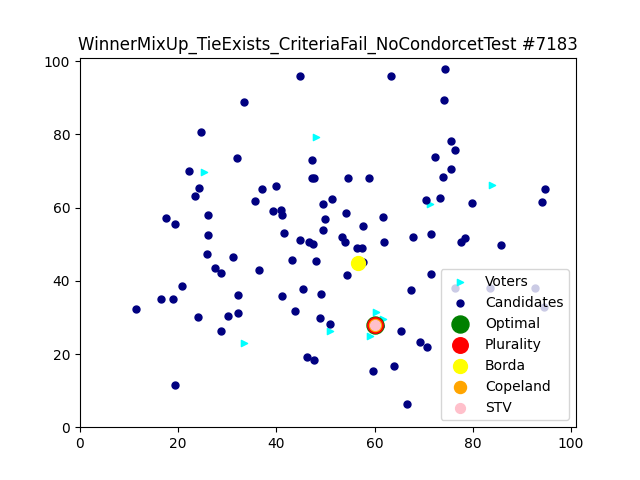 WinnerMixUp_TieExists_CriteriaFail_NoCondorcetTest #7183
100
80
60
40
20
0
0 20 40 60 80 100
Voters
Candidates
Optimal
Plurality
Borda
Copeland
STV